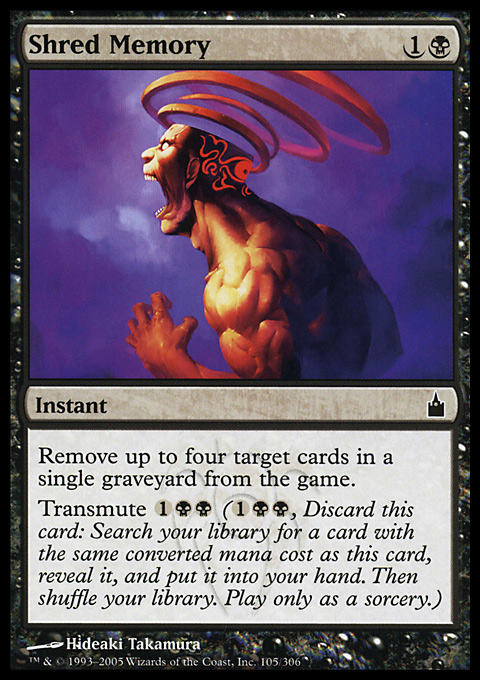 Shred Memory 1
Instant
Remove up to four target cards in a
single graveyard from the game.
Transmute 1 (1, Discard this
card: Search your library for a card with
the same converted mana cost as this card,
reveal it, and put it into your hand. Then
shuffle your library. Play only as a sorcery.)
Hideaki Takamura
™ & © 1993–2005 Wizards of the Coast, Inc. 105/306